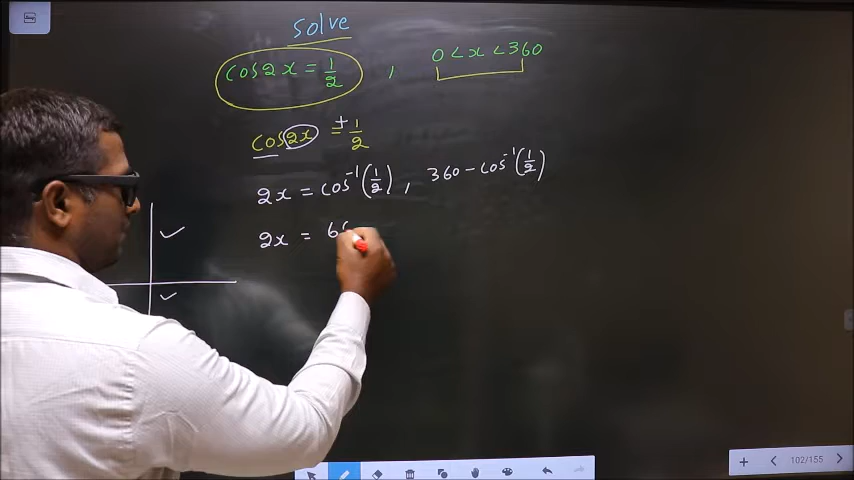 solve
cos2x = 1/2 , 0 < x < 360
cos2x = +1/2
2x = cos⁻¹(1/2) , 360 - cos⁻¹(1/2)
2x = 6
102/155